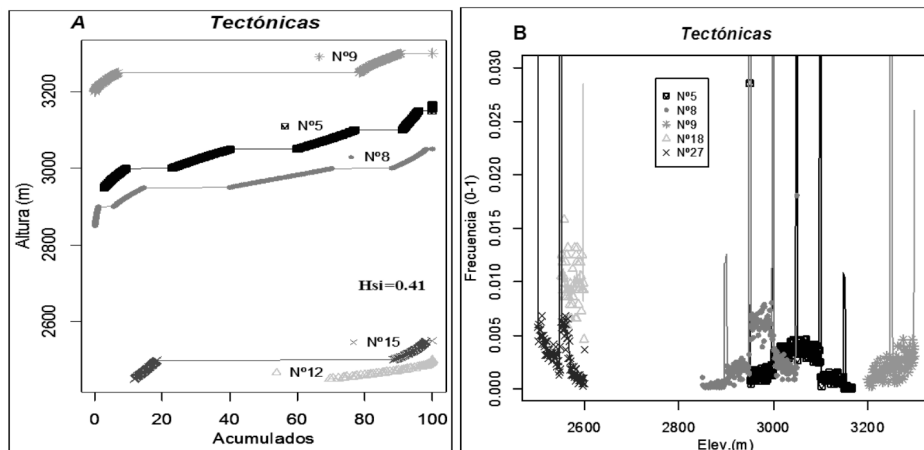 A
Tectónicas
Altura (m)
3200
3000
2800
2600
Nº9
Nº5
Nº8
Hsi=0.41
Nº15
Nº12
0
20
40
60
80
100
Acumulados
B
Tectónicas
Frecuencia (0-1)
0.030
0.025
0.020
0.015
0.010
0.005
0.000
Nº5
Nº8
Nº9
Nº18
Nº27
2600
2800
3000
3200
Elev.(m)